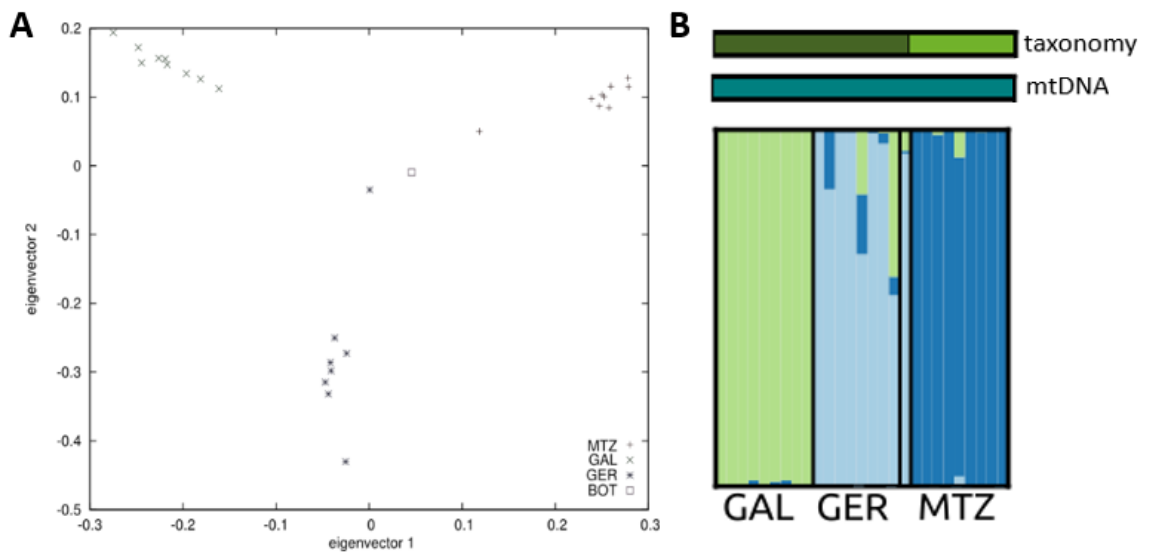 A
0.2
0.1
0
-0.1
-0.2
-0.3
-0.4
-0.5
eigenvector 2
-0.3
-0.2
-0.1
0
0.1
0.2
0.3
eigenvector 1
MTZ
GAL
GER
BOT
B
taxonomy
mtDNA
GAL GER MTZ